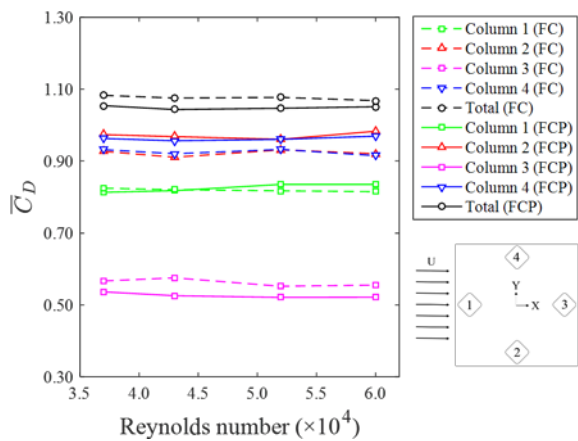 1.30
1.10
0.90
0.70
0.50
0.30
C̅_D
3.5
4.0
4.5
5.0
5.5
6.0
Reynolds number (×10⁴)
Column 1 (FC)
Column 2 (FC)
Column 3 (FC)
Column 4 (FC)
Total (FC)
Column 1 (FCP)
Column 2 (FCP)
Column 3 (FCP)
Column 4 (FCP)
Total (FCP)
U
4
Y
1
X
3
2